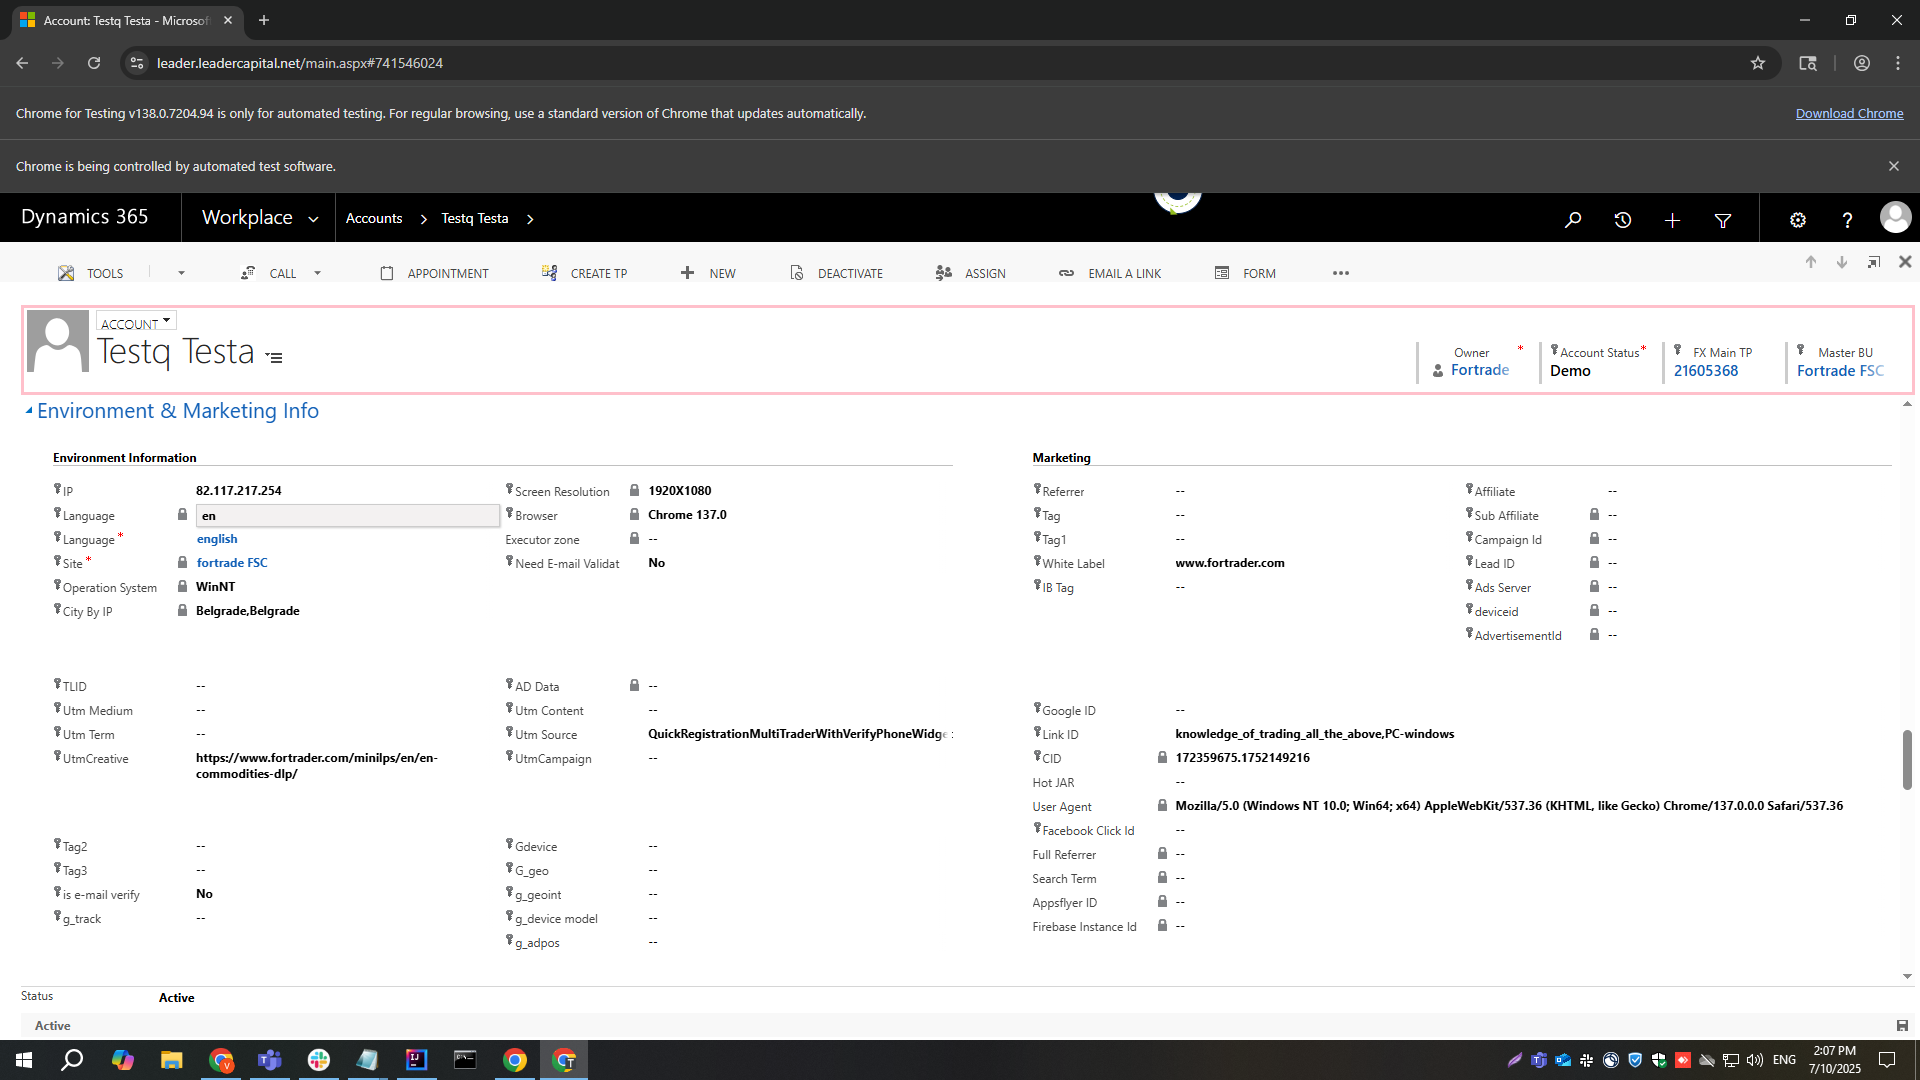 Account: Testq Testa - Microsof
leader.leadercapital.net/main.aspx#741546024
Chrome for Testing v138.0.7204.94 is only for automated testing. For regular browsing, use a standard version of Chrome that updates automatically.
Download Chrome
Chrome is being controlled by automated test software.
Dynamics 365
Workplace
Accounts
Testq Testa
TOOLS
CALL
APPOINTMENT
CREATE TP
NEW
DEACTIVATE
ASSIGN
EMAIL A LINK
FORM
ACCOUNT
Testq Testa
Owner *
Fortrade
Account Status *
Demo
FX Main TP
21605368
Master BU
Fortrade FSC
Environment & Marketing Info
Environment Information
IP 82.117.217.254
Language en
Language * english
Site * fortrade FSC
Operation System WinNT
City By IP Belgrade,Belgrade
Screen Resolution 1920X1080
Browser Chrome 137.0
Executor zone --
Need E-mail Validat No
TLID --
Utm Medium --
Utm Term --
UtmCreative https://www.fortrader.com/minilps/en/en-
commodities-dlp/
AD Data --
Utm Content --
Utm Source QuickRegistrationMultiTraderWithVerifyPhoneWidge
UtmCampaign --
Tag2 --
Tag3 --
is e-mail verify No
g_track --
Gdevice --
G_geo --
g_geoint --
g_device model --
g_adpos --
Marketing
Referrer --
Tag --
Tag1 --
White Label www.fortrader.com
IB Tag --
Affiliate --
Sub Affiliate --
Campaign Id --
Lead ID --
Ads Server --
deviceid --
AdvertisementId --
Google ID --
Link ID knowledge_of_trading_all_the_above,PC-windows
CID 172359675.1752149216
Hot JAR --
User Agent Mozilla/5.0 (Windows NT 10.0; Win64; x64) AppleWebKit/537.36 (KHTML, like Gecko) Chrome/137.0.0.0 Safari/537.36
Facebook Click Id --
Full Referrer --
Search Term --
Appsflyer ID --
Firebase Instance Id --
Status Active
Active
ENG
2:07 PM
7/10/2025